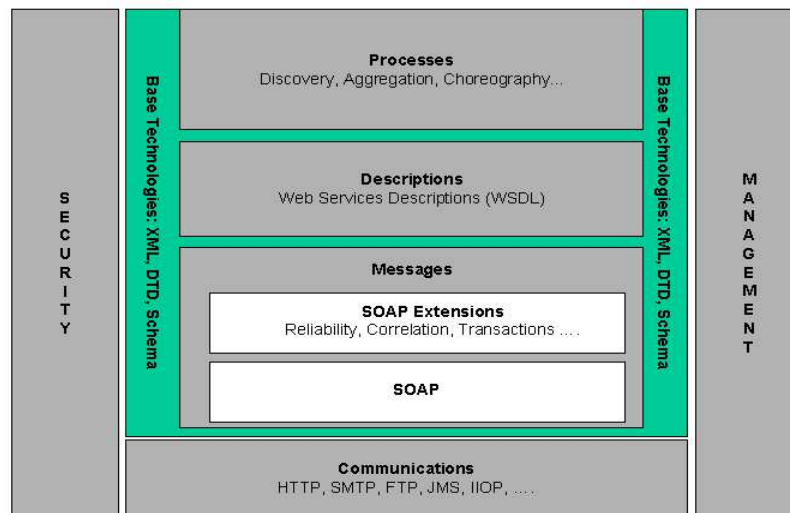 SECURITY
Base Technologies: XML, DTD, Schema
Processes
Discovery, Aggregation, Choreography...
Descriptions
Web Services Descriptions (WSDL)
Messages
SOAP Extensions
Reliability, Correlation, Transactions ....
SOAP
Base Technologies: XML, DTD, Schema
MANAGEMENT
Communications
HTTP, SMTP, FTP, JMS, IIOP, ....